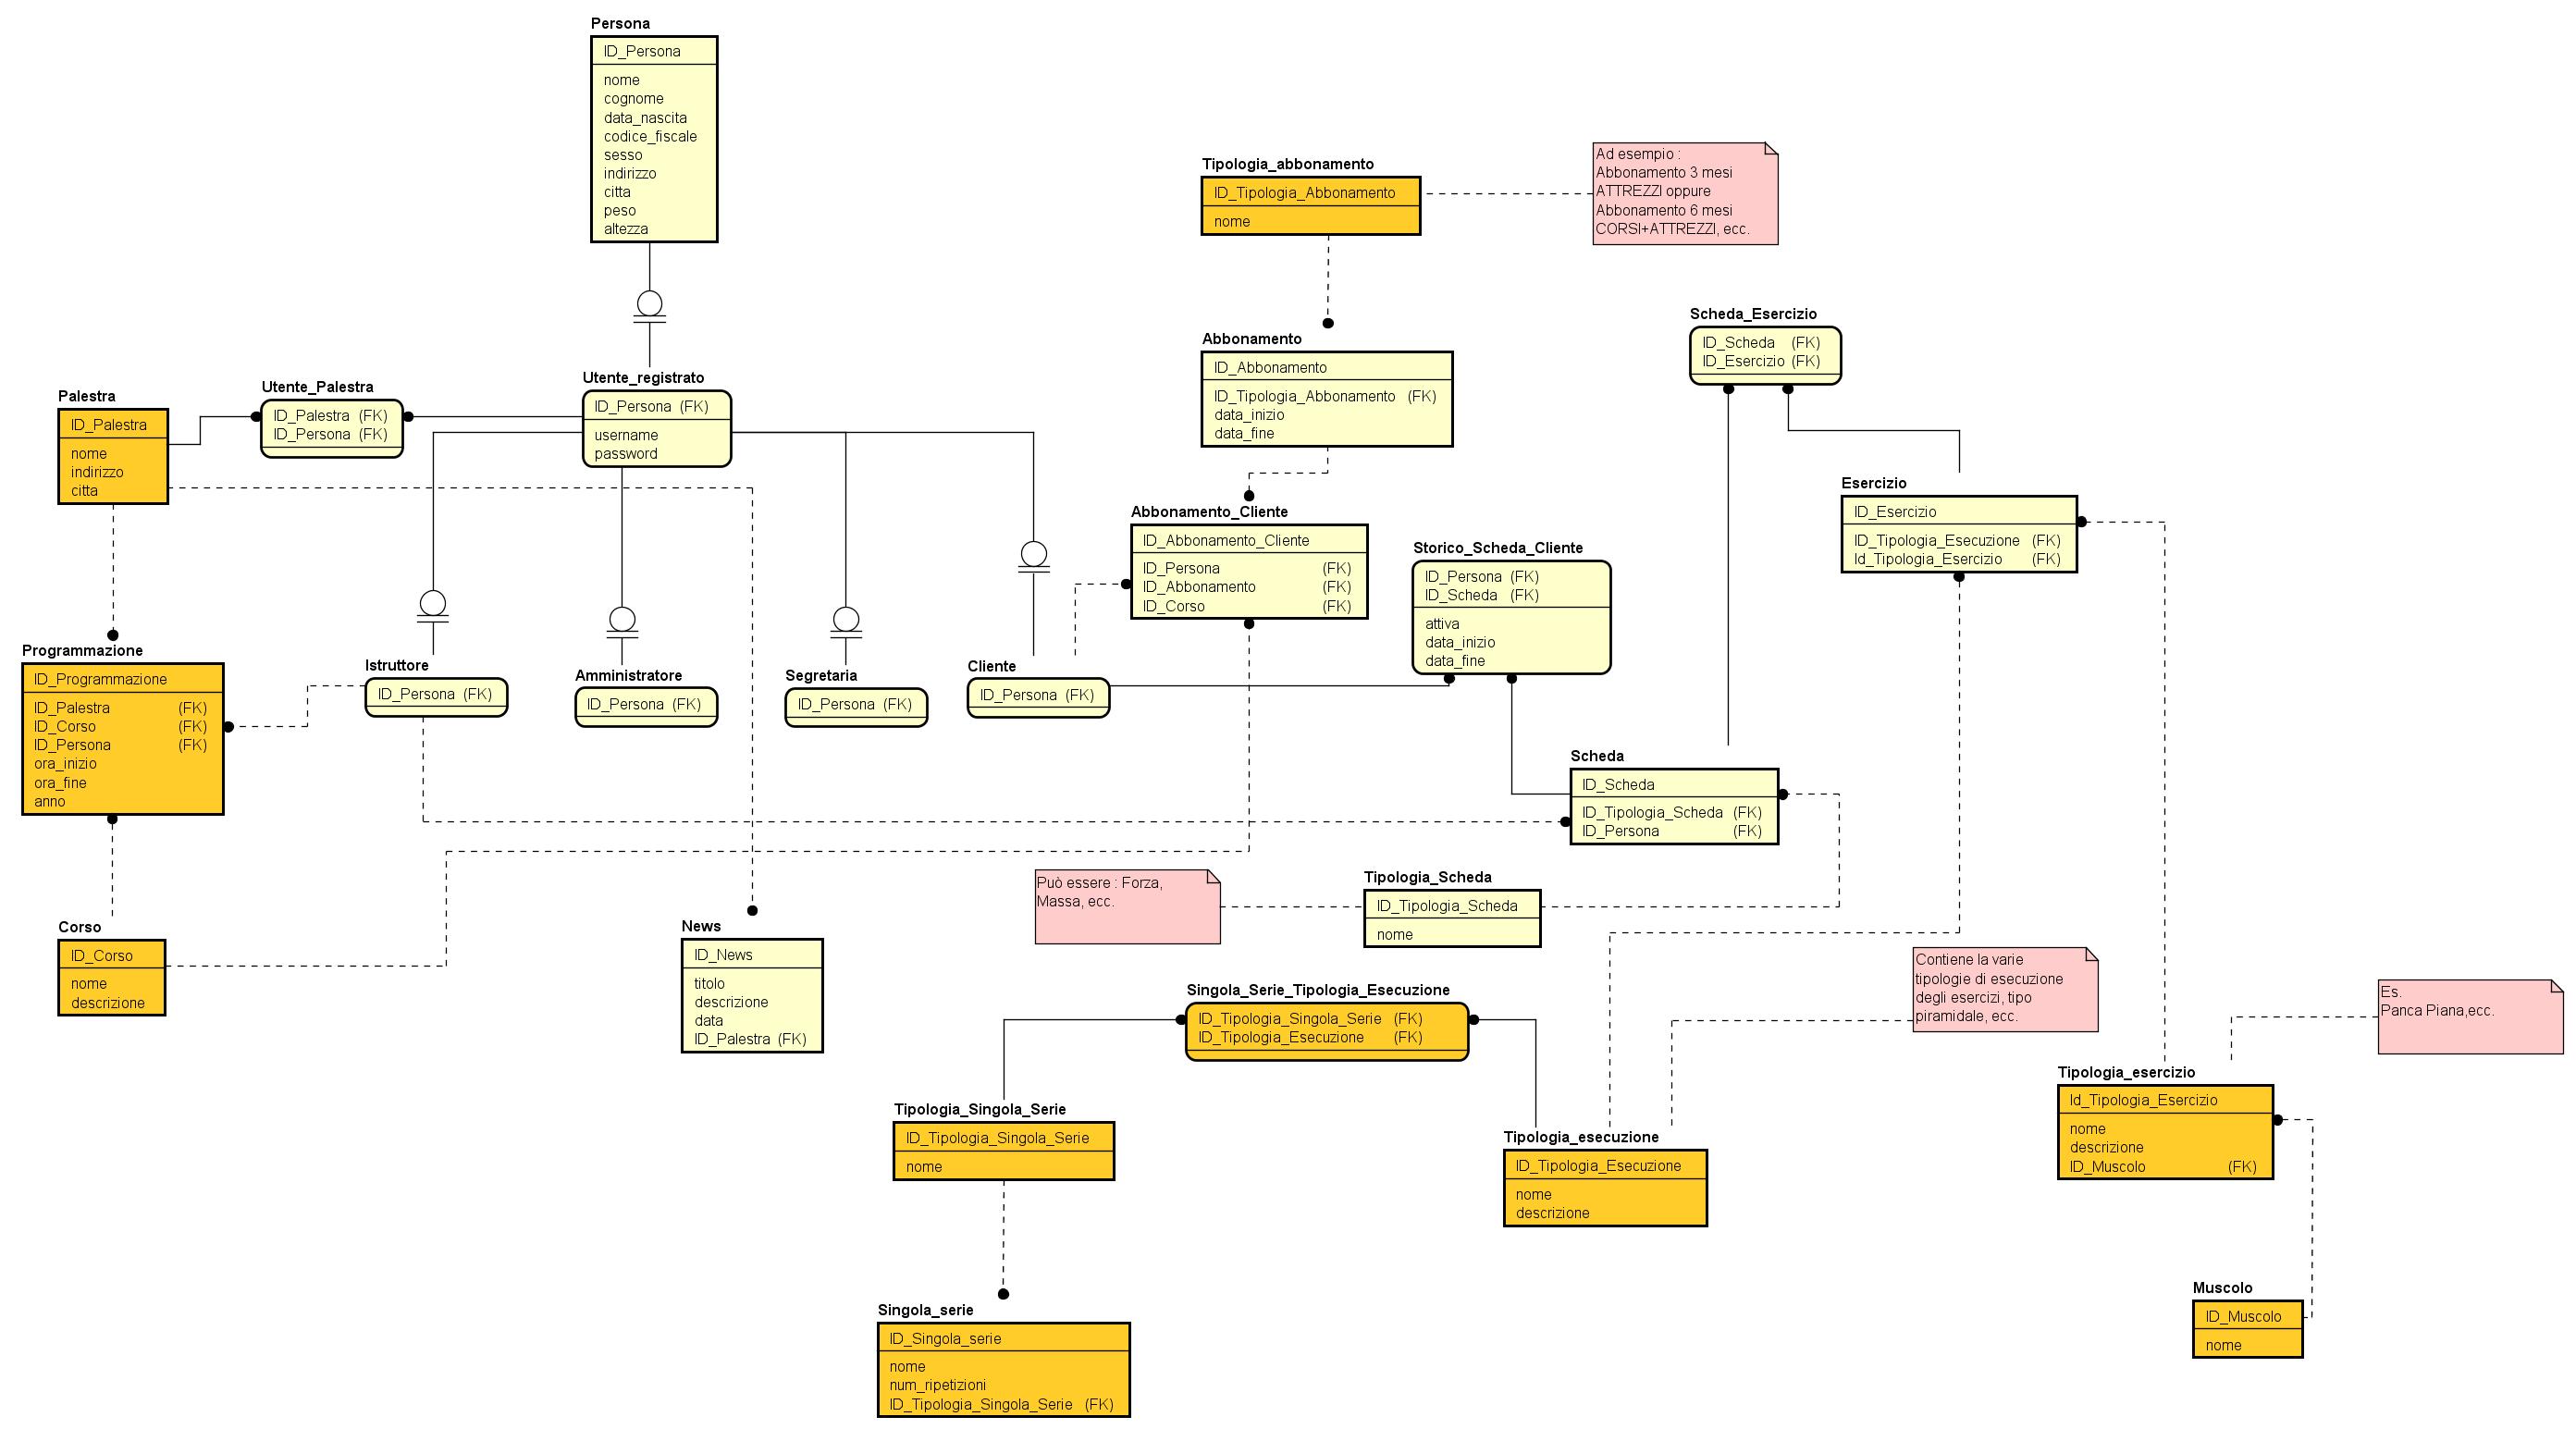 Persona
ID_Persona
nome
cognome
data_nascita
codice_fiscale
sesso
indirizzo
citta
peso
altezza
Tipologia_abbonamento
ID_Tipologia_Abbonamento
nome
Ad esempio :
Abbonamento 3 mesi
ATTREZZI oppure
Abbonamento 6 mesi
CORSI+ATTREZZI, ecc.
Scheda_Esercizio
ID_Scheda (FK)
ID_Esercizio (FK)
Abbonamento
ID_Abbonamento
ID_Tipologia_Abbonamento (FK)
data_inizio
data_fine
Palestra
ID_Palestra
nome
indirizzo
citta
Utente_Palestra
ID_Palestra (FK)
ID_Persona (FK)
Utente_registrato
ID_Persona (FK)
username
password
Esercizio
ID_Esercizio
ID_Tipologia_Esecuzione (FK)
Id_Tipologia_Esercizio (FK)
Abbonamento_Cliente
ID_Abbonamento_Cliente
ID_Persona (FK)
ID_Abbonamento (FK)
ID_Corso (FK)
Storico_Scheda_Cliente
ID_Persona (FK)
ID_Scheda (FK)
attiva
data_inizio
data_fine
Programmazione
ID_Programmazione
ID_Palestra (FK)
ID_Corso (FK)
ID_Persona (FK)
ora_inizio
ora_fine
anno
Istruttore
ID_Persona (FK)
Amministratore
ID_Persona (FK)
Segretaria
ID_Persona (FK)
Cliente
ID_Persona (FK)
Scheda
ID_Scheda
ID_Tipologia_Scheda (FK)
ID_Persona (FK)
Può essere : Forza,
Massa, ecc.
Tipologia_Scheda
ID_Tipologia_Scheda
nome
Corso
ID_Corso
nome
descrizione
News
ID_News
titolo
descrizione
data
ID_Palestra (FK)
Contiene la varie
tipologie di esecuzione
degli esercizi, tipo
piramidale, ecc.
Es.
Panca Piana,ecc.
Singola_Serie_Tipologia_Esecuzione
ID_Tipologia_Singola_Serie (FK)
ID_Tipologia_Esecuzione (FK)
Tipologia_esercizio
Id_Tipologia_Esercizio
nome
descrizione
ID_Muscolo (FK)
Tipologia_Singola_Serie
ID_Tipologia_Singola_Serie
nome
Tipologia_esecuzione
ID_Tipologia_Esecuzione
nome
descrizione
Muscolo
ID_Muscolo
nome
Singola_serie
ID_Singola_serie
nome
num_ripetizioni
ID_Tipologia_Singola_Serie (FK)